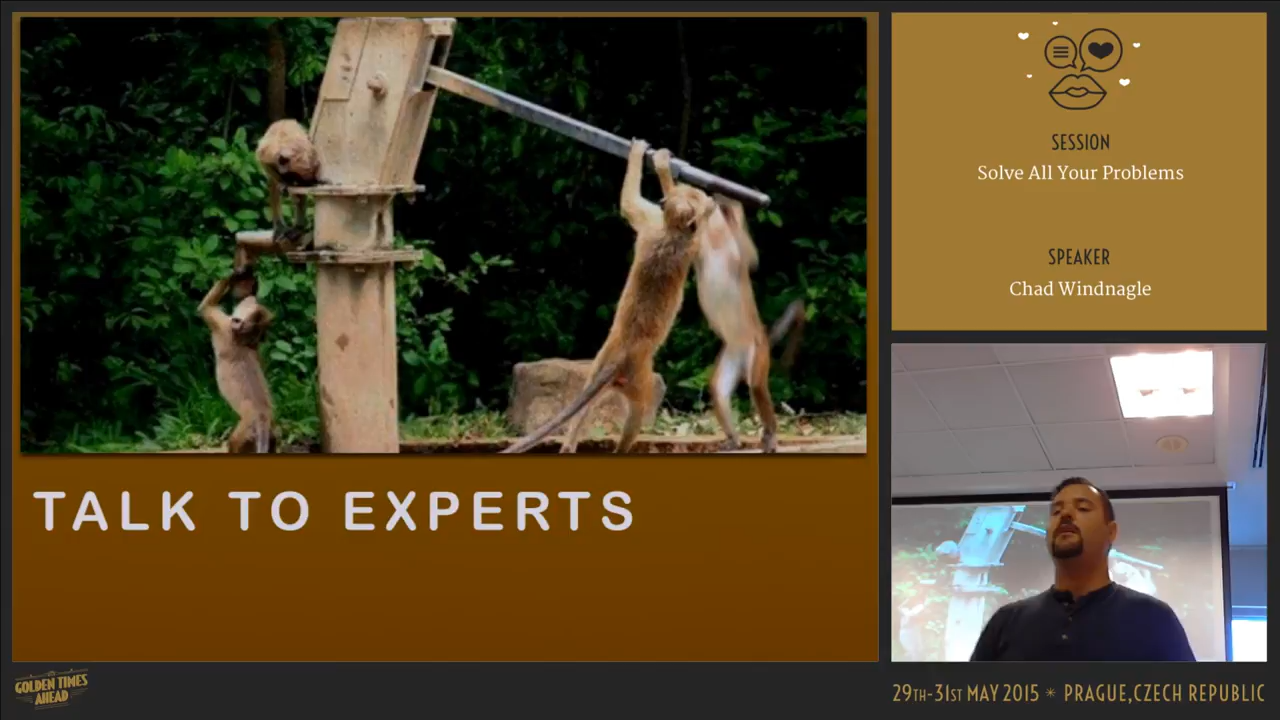 TALK TO EXPERTS
SESSION
Solve All Your Problems
SPEAKER
Chad Windnagle
GOLDEN TIMES
AHEAD
29TH-31ST MAY 2015 * PRAGUE,CZECH REPUBLIC